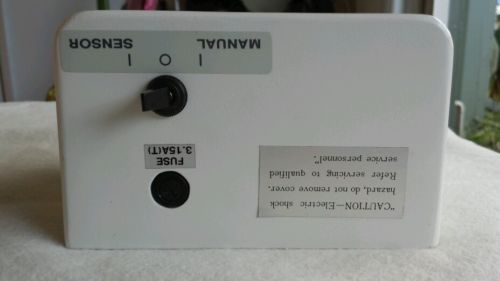 "CAUTION—Electric shock
hazard, do not remove cover.
Refer servicing to qualified
service personnel".
FUSE
3.15A(T)
MANUAL
SENSOR
I O I